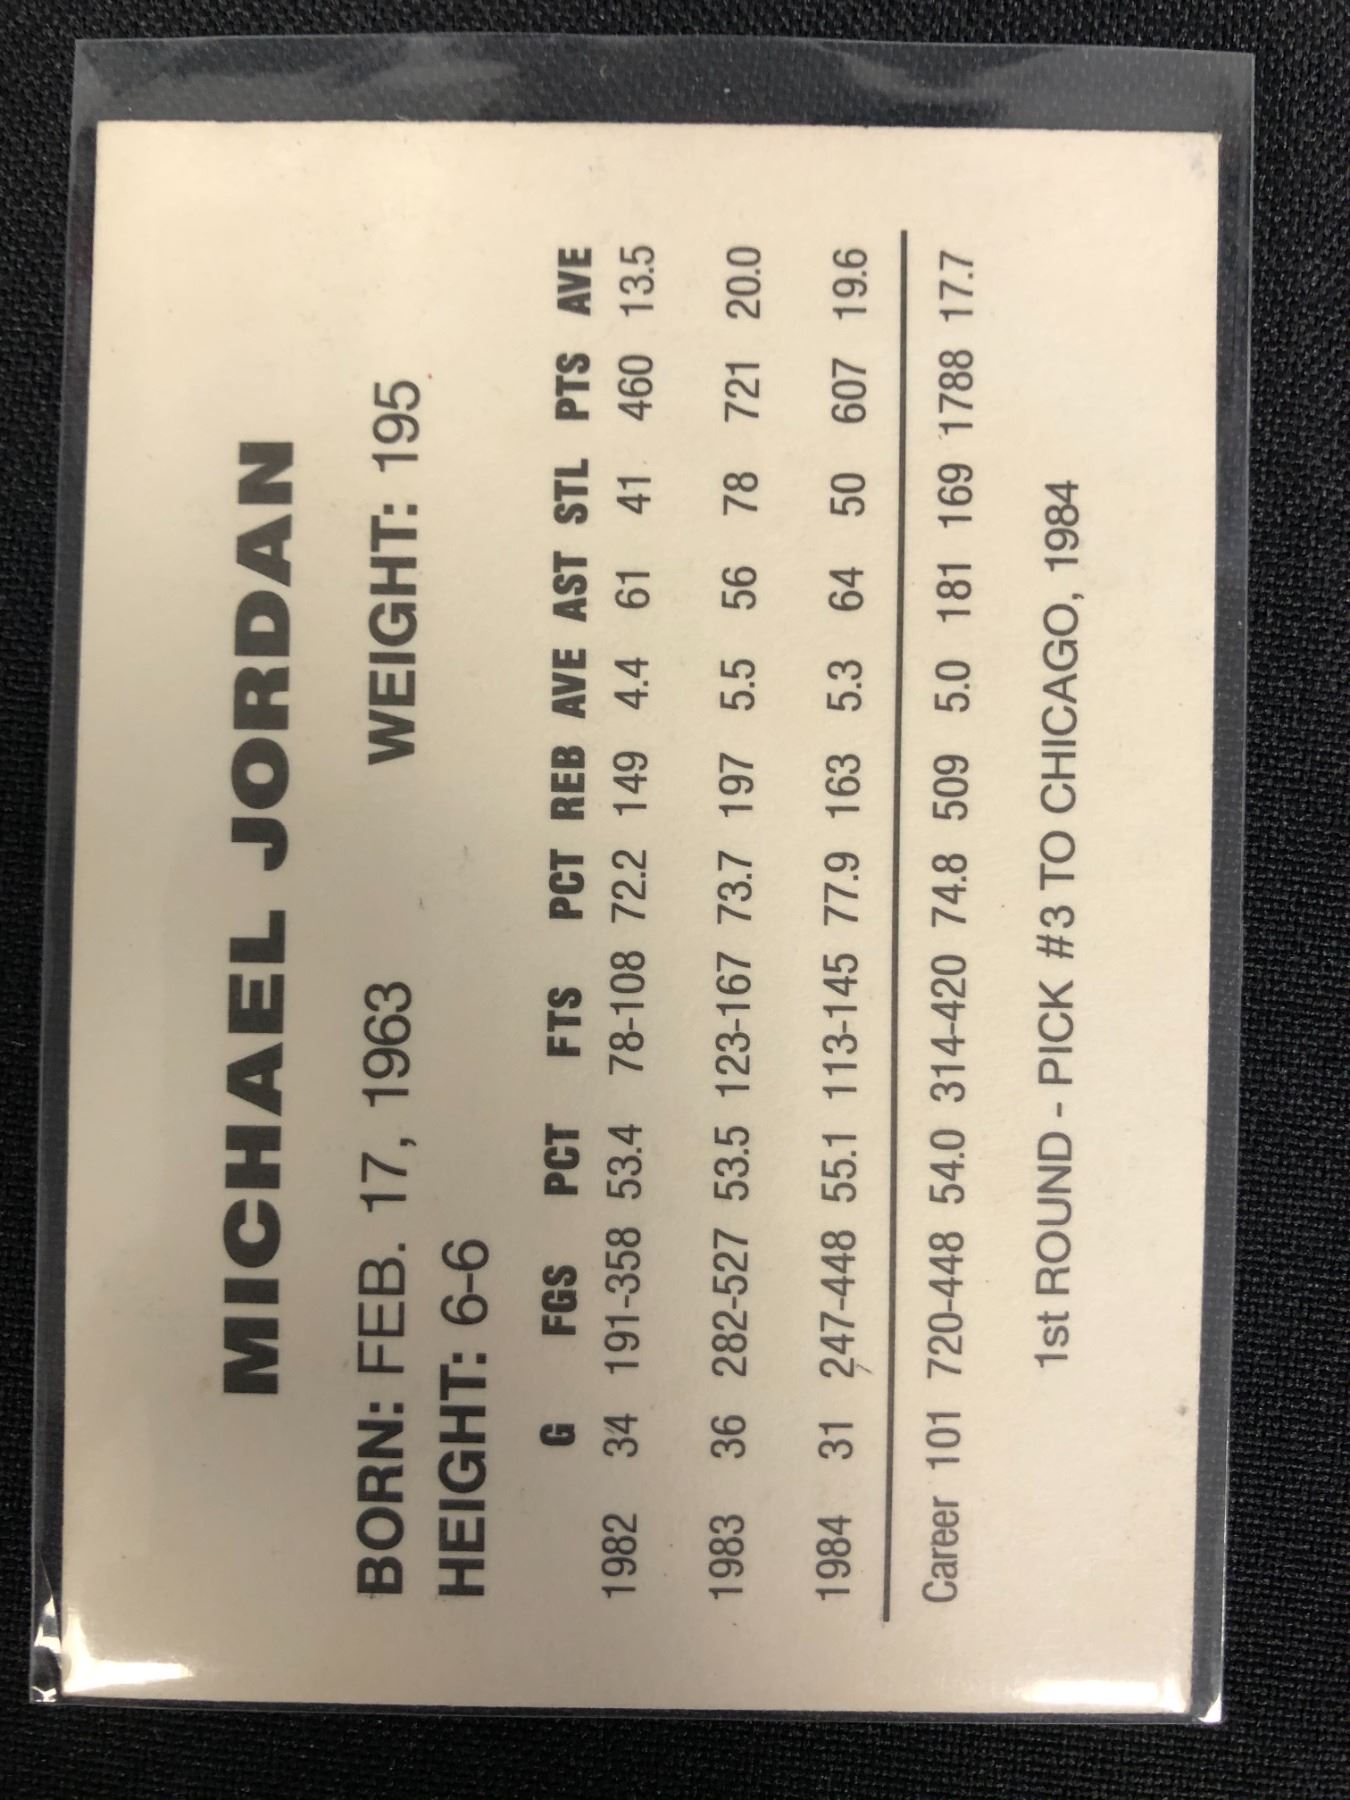 MICHAEL JORDAN
BORN: FEB. 17, 1963 WEIGHT: 195
HEIGHT: 6-6
G FGS PCT FTS PCT REB AVE AST STL PTS AVE
1982 34 191-358 53.4 78-108 72.2 149 4.4 61 41 460 13.5
1983 36 282-527 53.5 123-167 73.7 197 5.5 56 78 721 20.0
1984 31 247-448 55.1 113-145 77.9 163 5.3 64 50 607 19.6
Career 101 720-448 54.0 314-420 74.8 509 5.0 181 169 1788 17.7
1st ROUND - PICK #3 TO CHICAGO, 1984